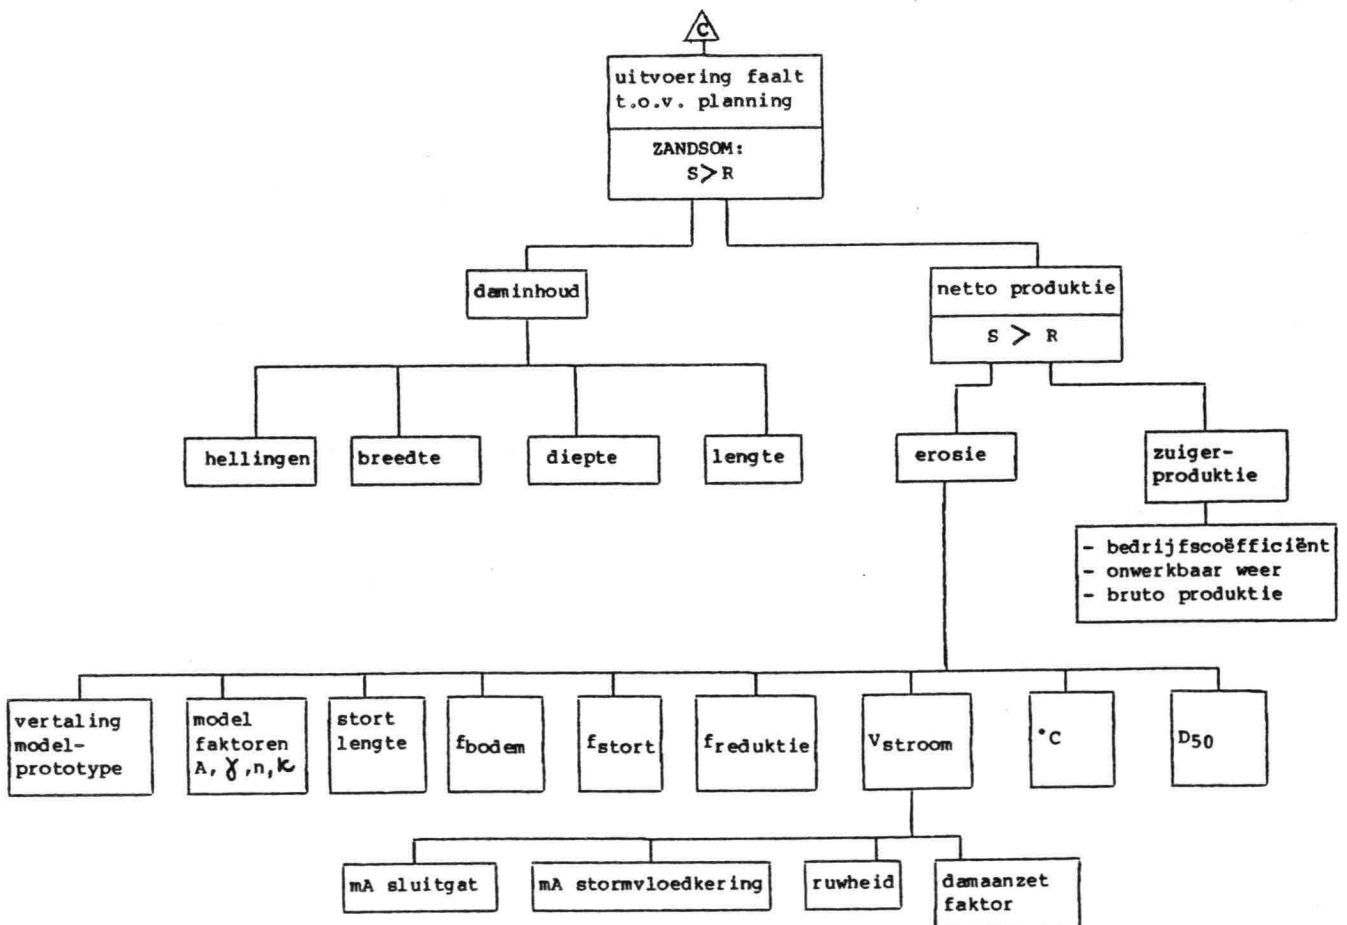 C
uitvoering faalt
t.o.v. planning
ZANDSOM:
S > R
daminhoud
netto produktie
S > R
hellingen
breedte
diepte
lengte
erosie
zuiger-
produktie
- bedrijfscoëfficiënt
- onwerkbaar weer
- bruto produktie
vertaling
model-
prototype
model
faktoren
A, γ, n, κ
stort
lengte
fbodem
fstort
freduktie
Vstroom
°C
D50
mA sluitgat
mA stormvloedkering
ruwheid
damaanzet
faktor